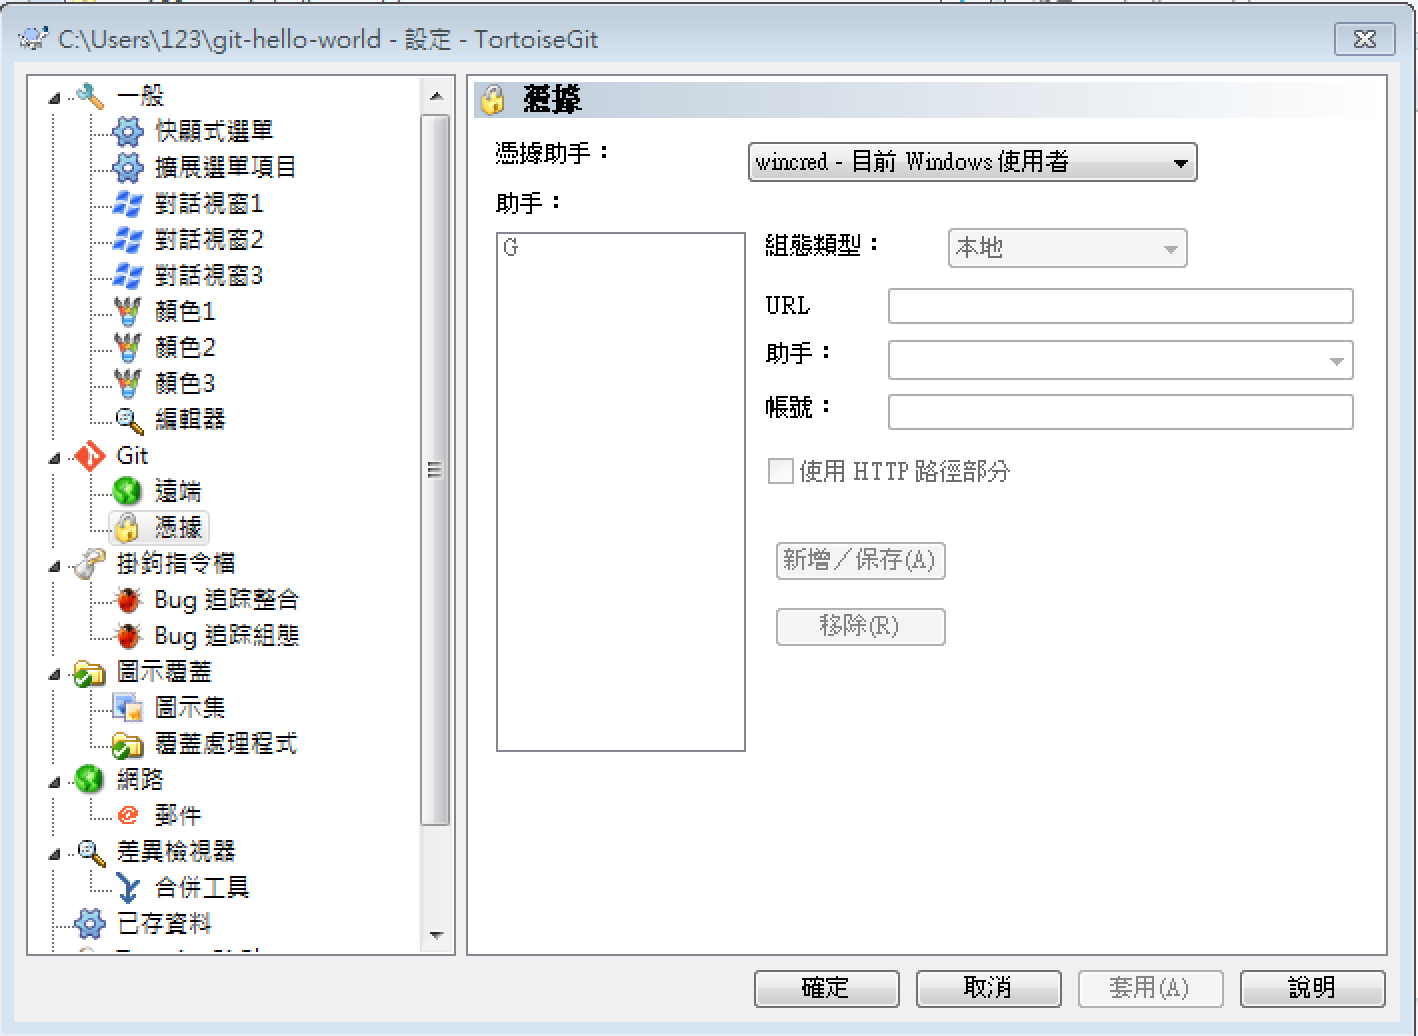 C:\Users\123\git-hello-world - 設定 - TortoiseGit
一般
快顯式選單
擴展選單項目
對話視窗1
對話視窗2
對話視窗3
顏色1
顏色2
顏色3
編輯器
Git
遠端
憑據
掛鉤指令檔
Bug 追踪整合
Bug 追踪組態
圖示覆蓋
圖示集
覆蓋處理程式
網路
郵件
差異檢視器
合併工具
已存資料
憑據
憑據助手：
wincred - 目前 Windows 使用者
助手：
G
組態類型：
本地
URL
助手：
帳號：
使用 HTTP 路徑部分
新增／保存(A)
移除(R)
確定
取消
套用(A)
說明